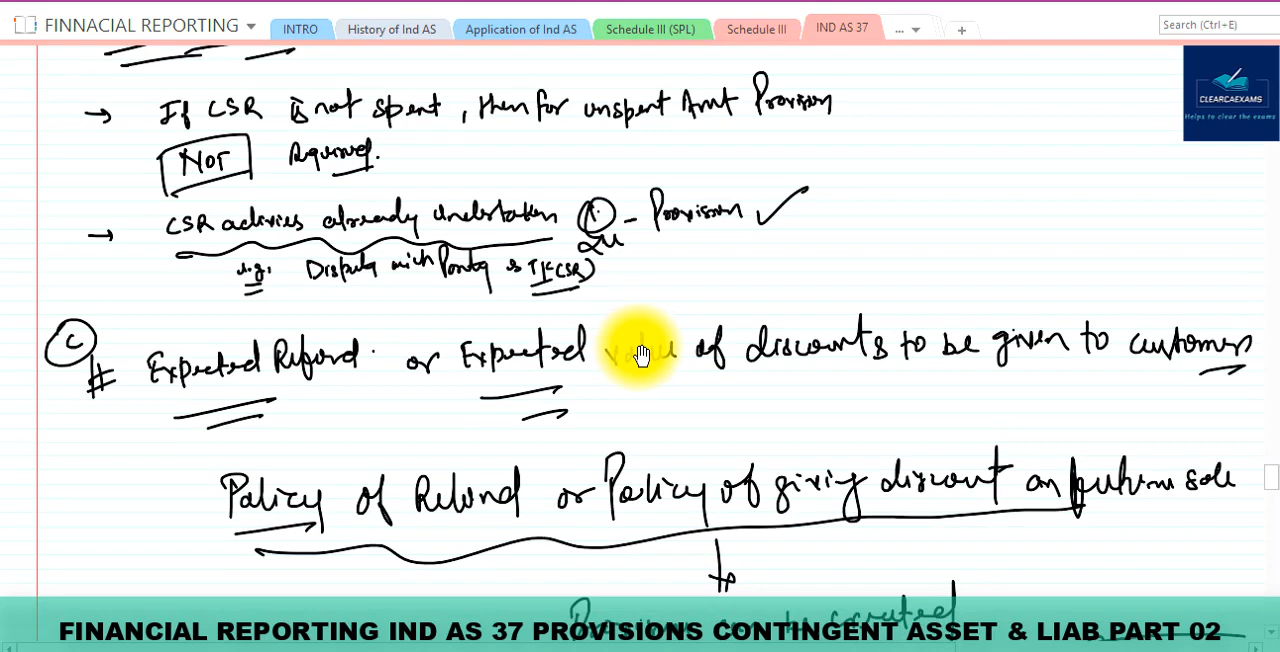 FINNACIAL REPORTING
INTRO
History of Ind AS
Application of Ind AS
Schedule III (SPL)
Schedule III
IND AS 37
...
Search (Ctrl+E)
CLEARCAEXAMS
Helps to clear the exams
→ If CSR is not spent, then for unspent Amt Provision
Not Required.
→ CSR activies already undertaken - Provision ✓
e.g. with Party
C
# Expected Refund or Expected value of discounts to be given to customers
Policy of Refund or Policy of giving discount on future sale
created
FINANCIAL REPORTING IND AS 37 PROVISIONS CONTINGENT ASSET & LIAB PART 02